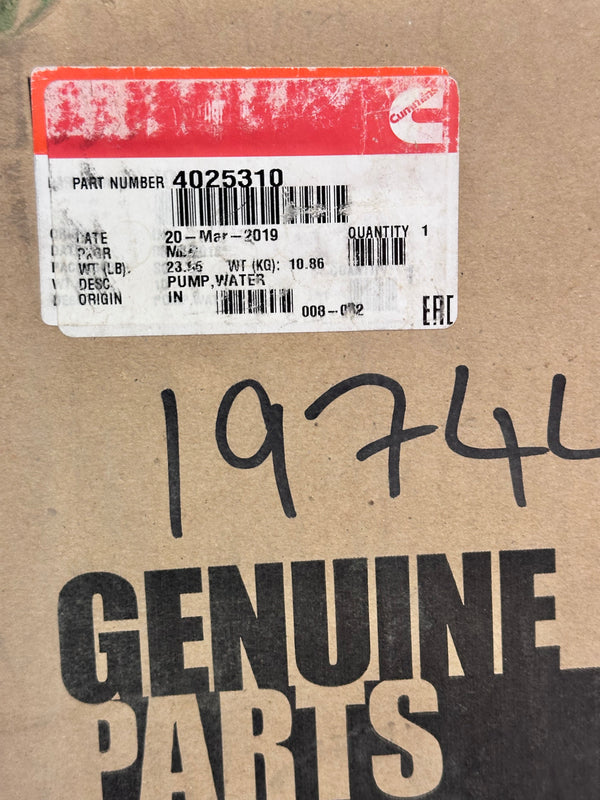 Cummins
PART NUMBER 4025310
DATE 20-Mar-2019 QUANTITY 1
PKGR
WT (LB): WT (KG): 10.86
DESC. PUMP,WATER
ORIGIN IN
EAC
1974
GENUINE
PARTS